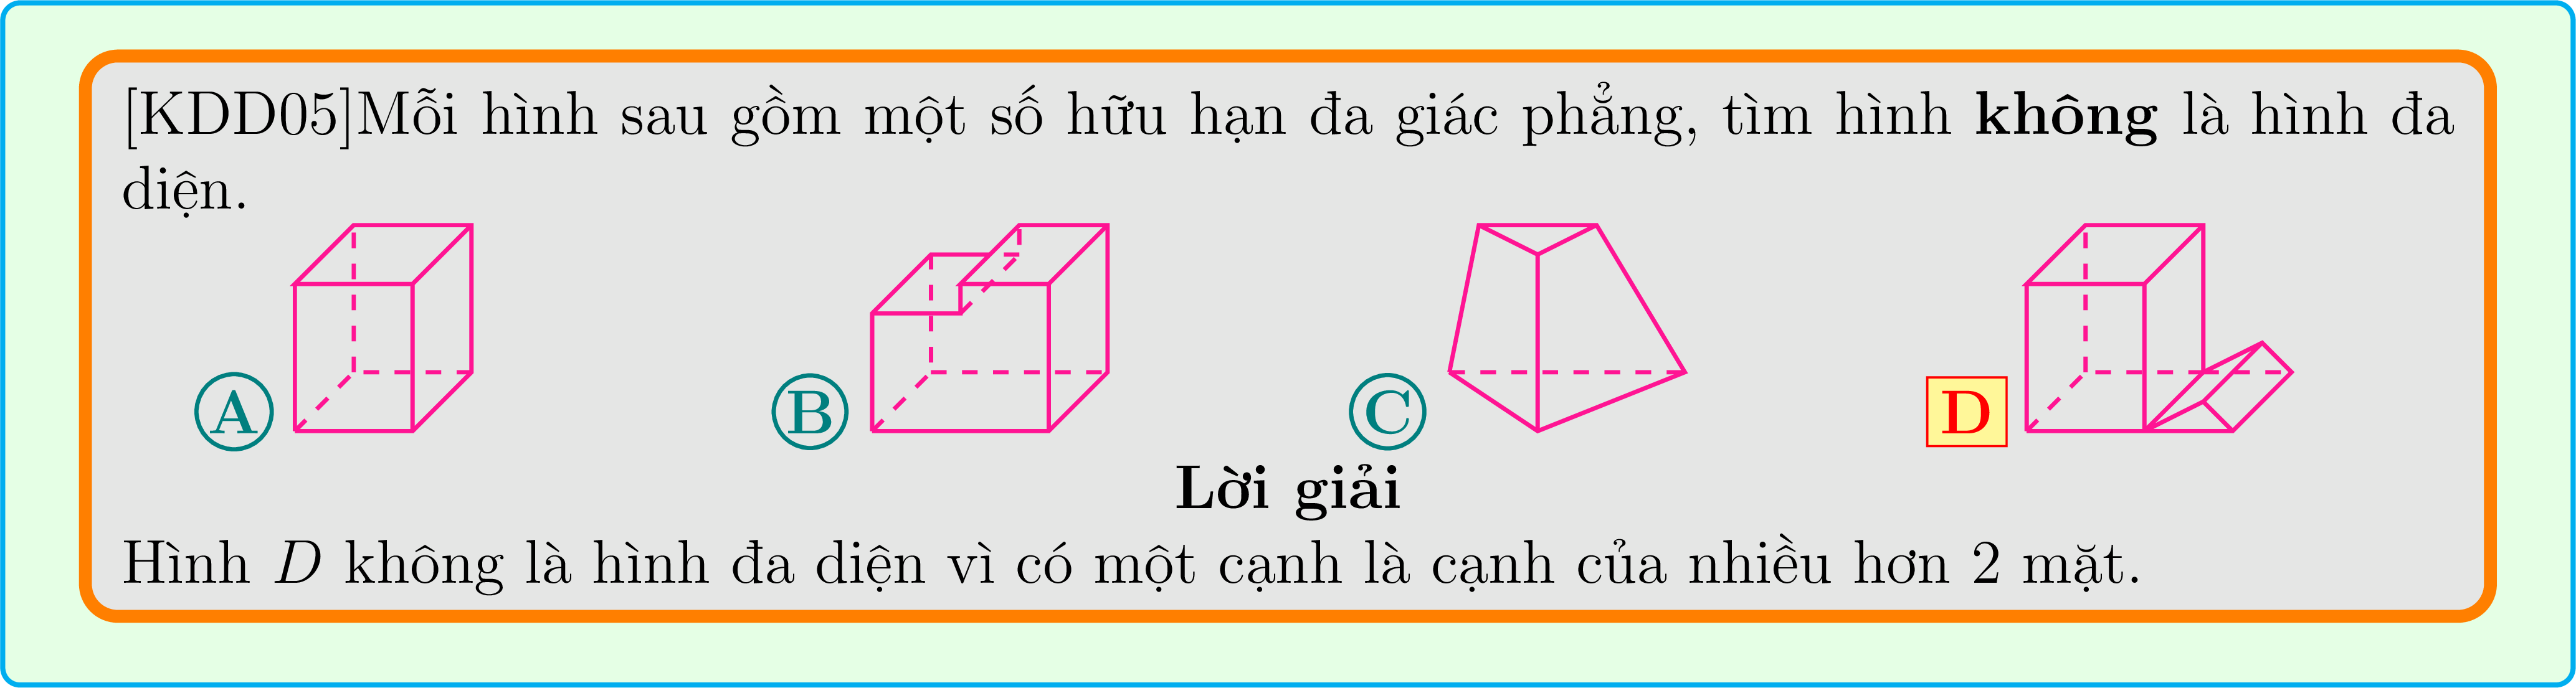 [KDD05]Mỗi hình sau gồm một số hữu hạn đa giác phẳng, tìm hình không là hình đa
diện.
A B C D
Lời giải
Hình D không là hình đa diện vì có một cạnh là cạnh của nhiều hơn 2 mặt.